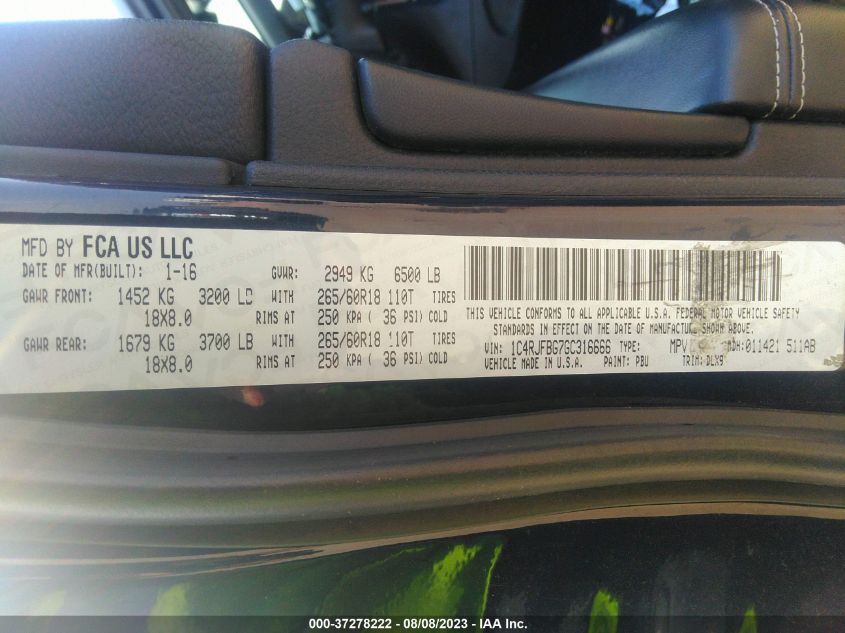 MFD BY FCA US LLC
DATE OF MFR(BUILT): 1-16 GVWR: 2949 KG 6500 LB
GAWR FRONT: 1452 KG 3200 LB WITH 265/60R18 110T TIRES
18X8.0 RIMS AT 250 KPA ( 36 PSI) COLD
GAWR REAR: 1679 KG 3700 LB WITH 265/60R18 110T TIRES
18X8.0 RIMS AT 250 KPA ( 36 PSI) COLD
THIS VEHICLE CONFORMS TO ALL APPLICABLE U.S.A. FEDERAL MOTOR VEHICLE SAFETY
STANDARDS IN EFFECT ON THE DATE OF MANUFACTURE SHOWN ABOVE.
VIN: 1C4RJFBG7GC316666 TYPE: MPV MDH:011421 511AB
VEHICLE MADE IN U.S.A. PAINT: PBU TRIM: DLX9
000-37278222 - 08/08/2023 - IAA Inc.